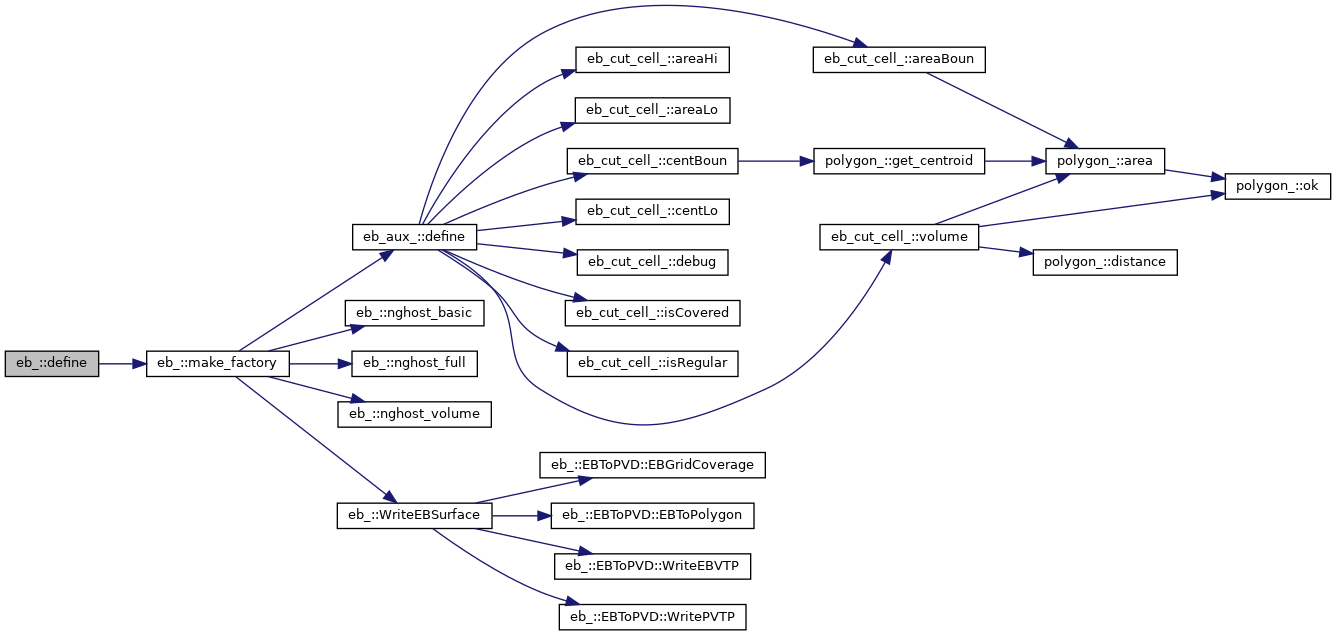 eb_::define
eb_::make_factory
eb_aux_::define
eb_::nghost_basic
eb_::nghost_full
eb_::nghost_volume
eb_::WriteEBSurface
eb_cut_cell_::areaHi
eb_cut_cell_::areaLo
eb_cut_cell_::centBoun
eb_cut_cell_::centLo
eb_cut_cell_::debug
eb_cut_cell_::isCovered
eb_cut_cell_::isRegular
eb_::EBToPVD::EBGridCoverage
eb_::EBToPVD::EBToPolygon
eb_::EBToPVD::WriteEBVTP
eb_::EBToPVD::WritePVTP
eb_cut_cell_::areaBoun
polygon_::get_centroid
eb_cut_cell_::volume
polygon_::area
polygon_::distance
polygon_::ok